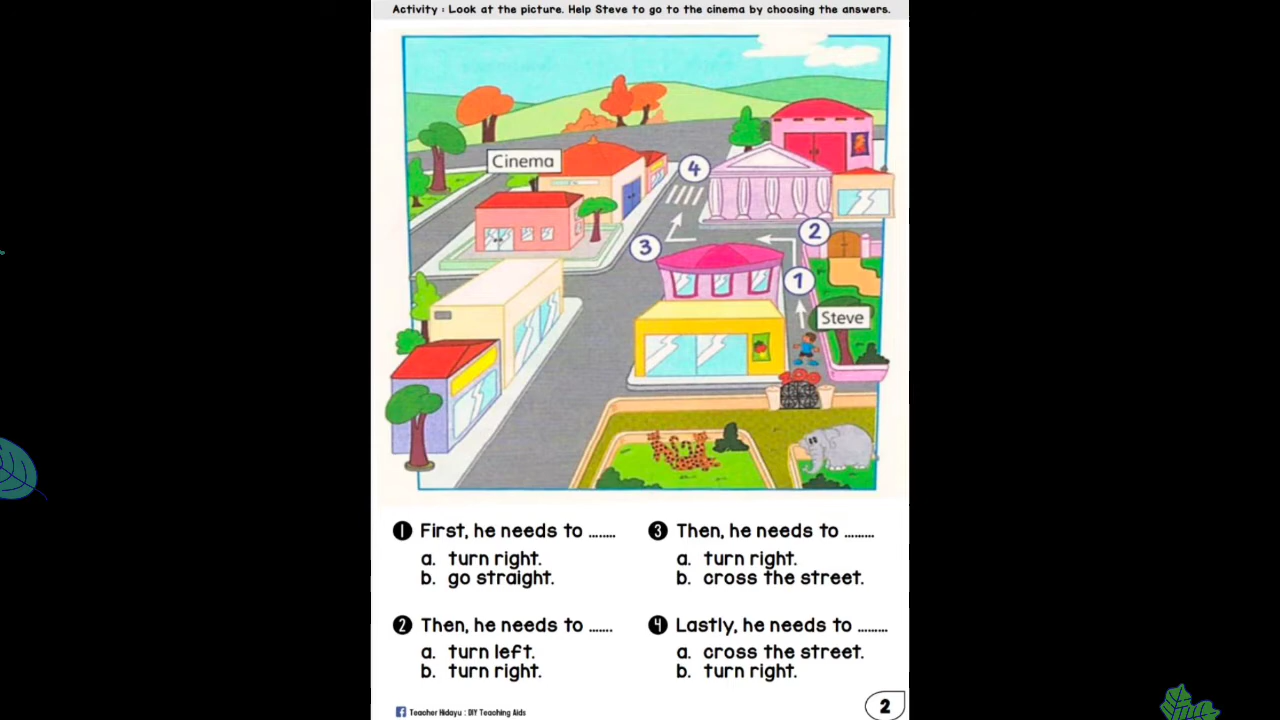 Activity : Look at the picture. Help Steve to go to the cinema by choosing the answers.
Cinema
4
2
3
1
Steve
1 First, he needs to ........
a. turn right.
b. go straight.
2 Then, he needs to .......
a. turn left.
b. turn right.
3 Then, he needs to .........
a. turn right.
b. cross the street.
4 Lastly, he needs to .........
a. cross the street.
b. turn right.
Teacher Hidayu : DIY Teaching Aids
2